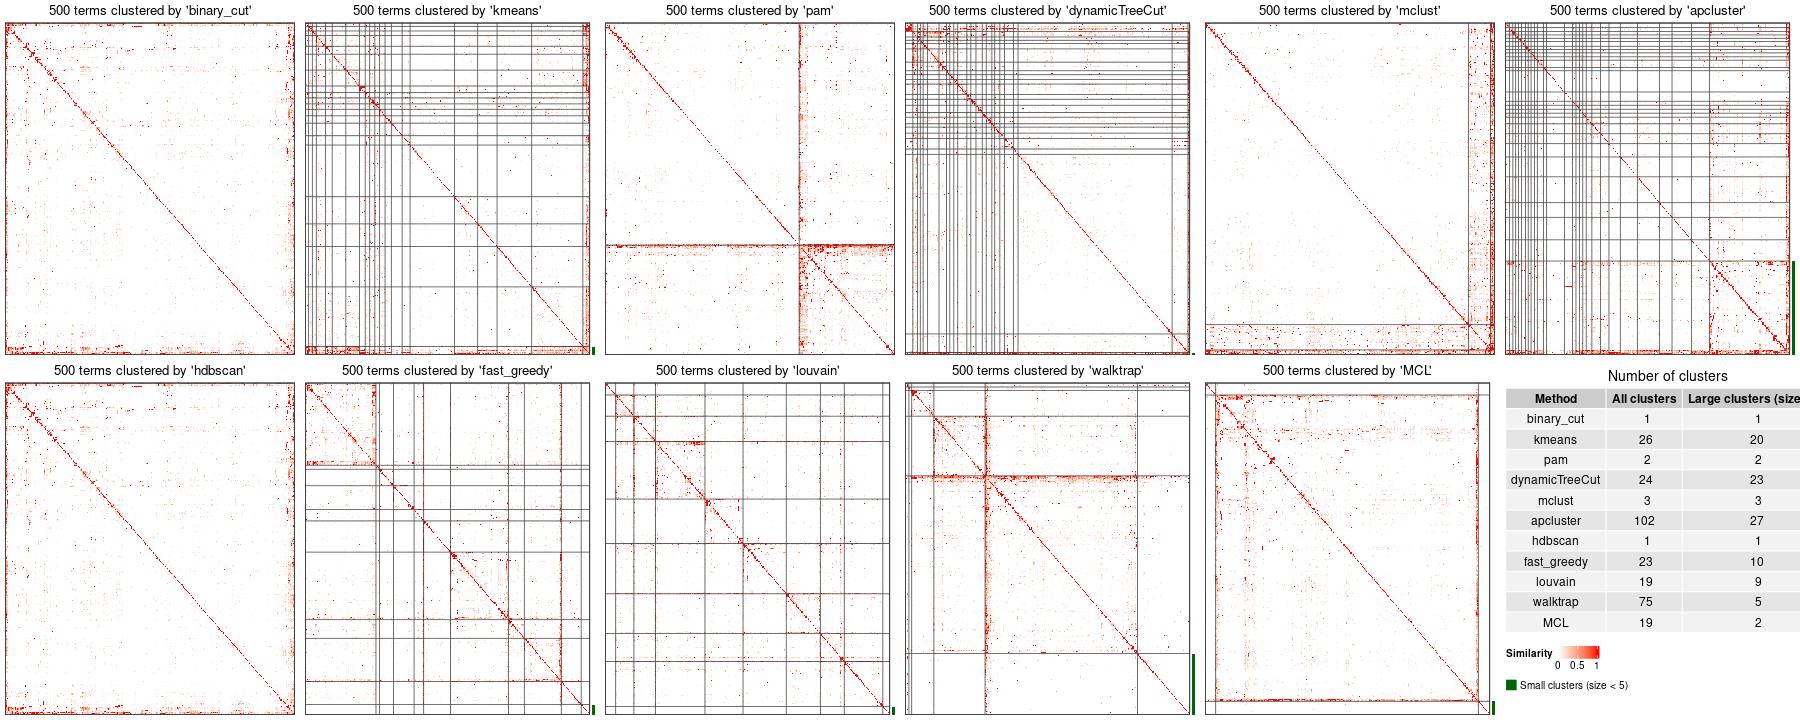 500 terms clustered by 'binary_cut'
500 terms clustered by 'kmeans'
500 terms clustered by 'pam'
500 terms clustered by 'dynamicTreeCut'
500 terms clustered by 'mclust'
500 terms clustered by 'apcluster'
500 terms clustered by 'hdbscan'
500 terms clustered by 'fast_greedy'
500 terms clustered by 'louvain'
500 terms clustered by 'walktrap'
500 terms clustered by 'MCL'
Number of clusters
Method All clusters Large clusters (size
binary_cut 1 1
kmeans 26 20
pam 2 2
dynamicTreeCut 24 23
mclust 3 3
apcluster 102 27
hdbscan 1 1
fast_greedy 23 10
louvain 19 9
walktrap 75 5
MCL 19 2
Similarity
0 0.5 1
Small clusters (size < 5)